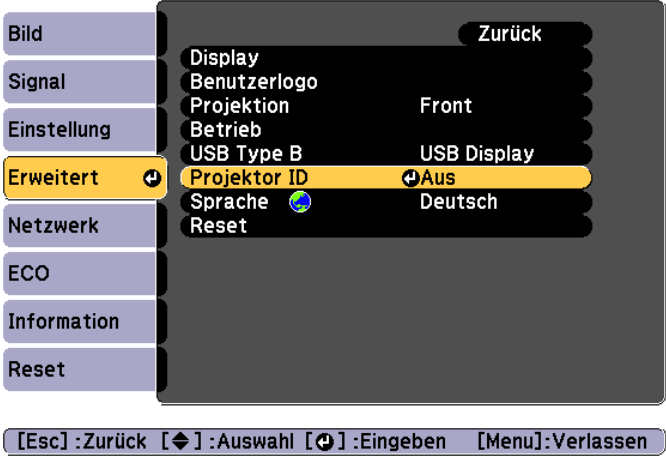 Bild
Signal
Einstellung
Erweitert
Netzwerk
ECO
Information
Reset
Zurück
Display
Benutzerlogo
Projektion Front
Betrieb
USB Type B USB Display
Projektor ID Aus
Sprache Deutsch
Reset
[Esc] :Zurück [◆] :Auswahl [↵] :Eingeben [Menu]:Verlassen